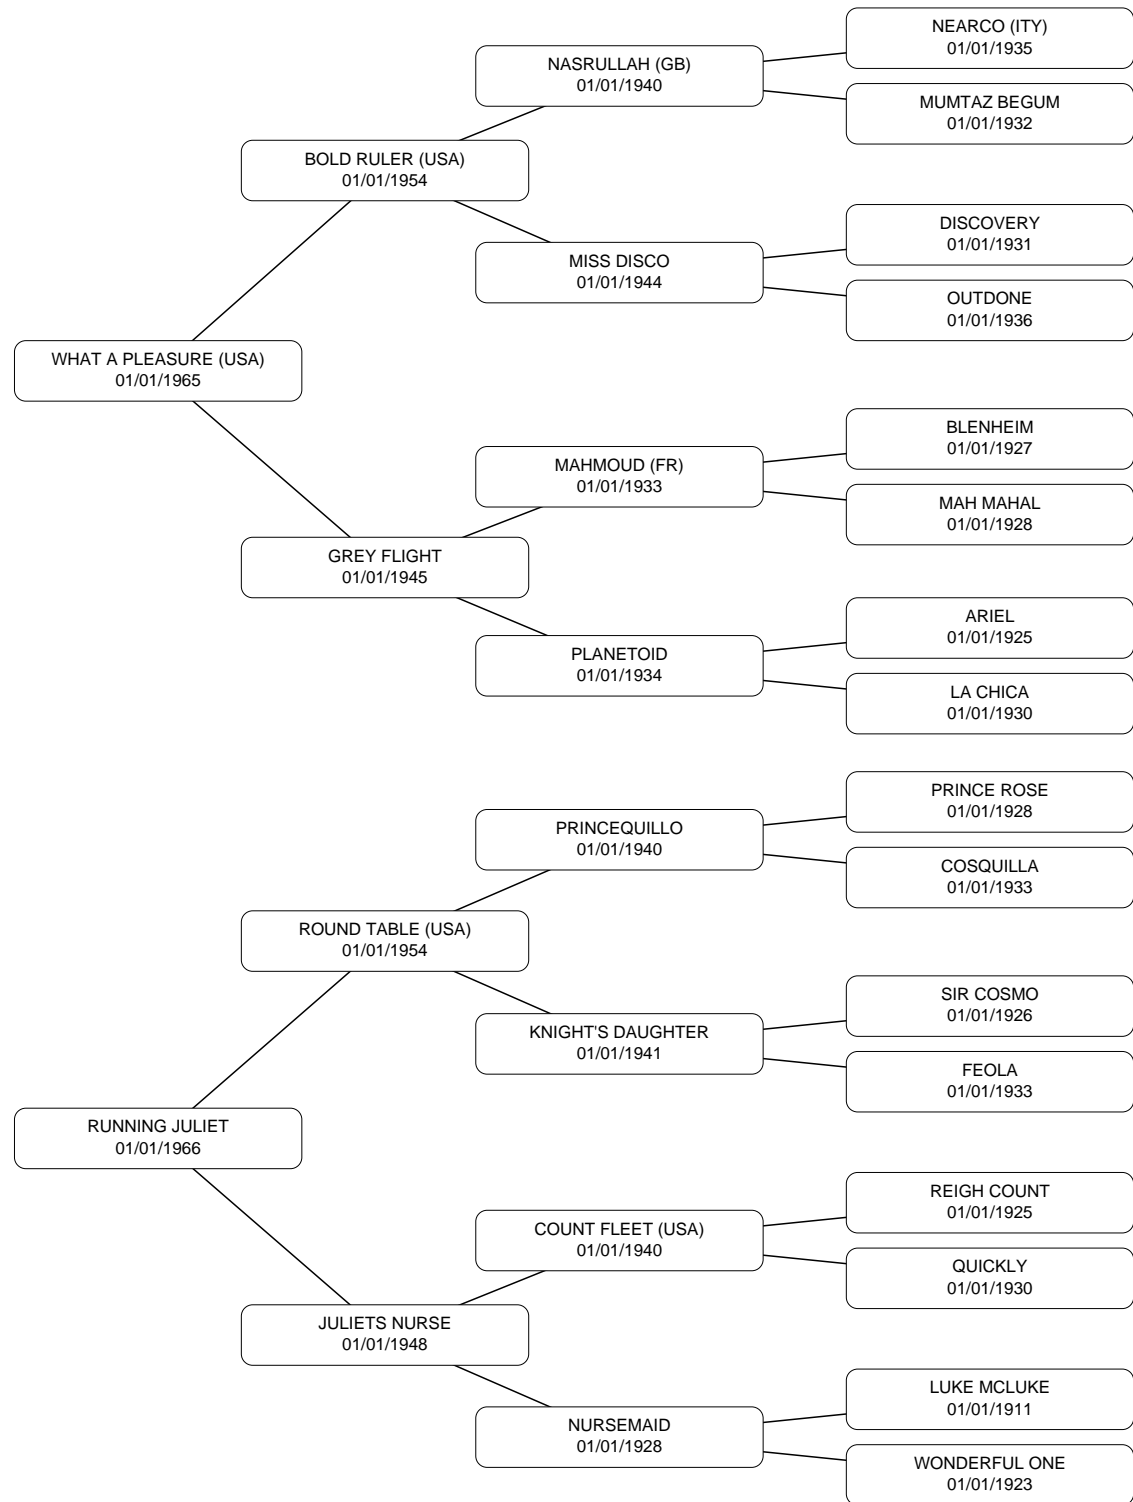 NEARCO (ITY)
01/01/1935
NASRULLAH (GB)
01/01/1940
MUMTAZ BEGUM
01/01/1932
BOLD RULER (USA)
01/01/1954
DISCOVERY
01/01/1931
MISS DISCO
01/01/1944
OUTDONE
01/01/1936
WHAT A PLEASURE (USA)
01/01/1965
BLENHEIM
01/01/1927
MAHMOUD (FR)
01/01/1933
MAH MAHAL
01/01/1928
GREY FLIGHT
01/01/1945
ARIEL
01/01/1925
PLANETOID
01/01/1934
LA CHICA
01/01/1930
PRINCE ROSE
01/01/1928
PRINCEQUILLO
01/01/1940
COSQUILLA
01/01/1933
ROUND TABLE (USA)
01/01/1954
SIR COSMO
01/01/1926
KNIGHT'S DAUGHTER
01/01/1941
FEOLA
01/01/1933
RUNNING JULIET
01/01/1966
REIGH COUNT
01/01/1925
COUNT FLEET (USA)
01/01/1940
QUICKLY
01/01/1930
JULIETS NURSE
01/01/1948
LUKE MCLUKE
01/01/1911
NURSEMAID
01/01/1928
WONDERFUL ONE
01/01/1923